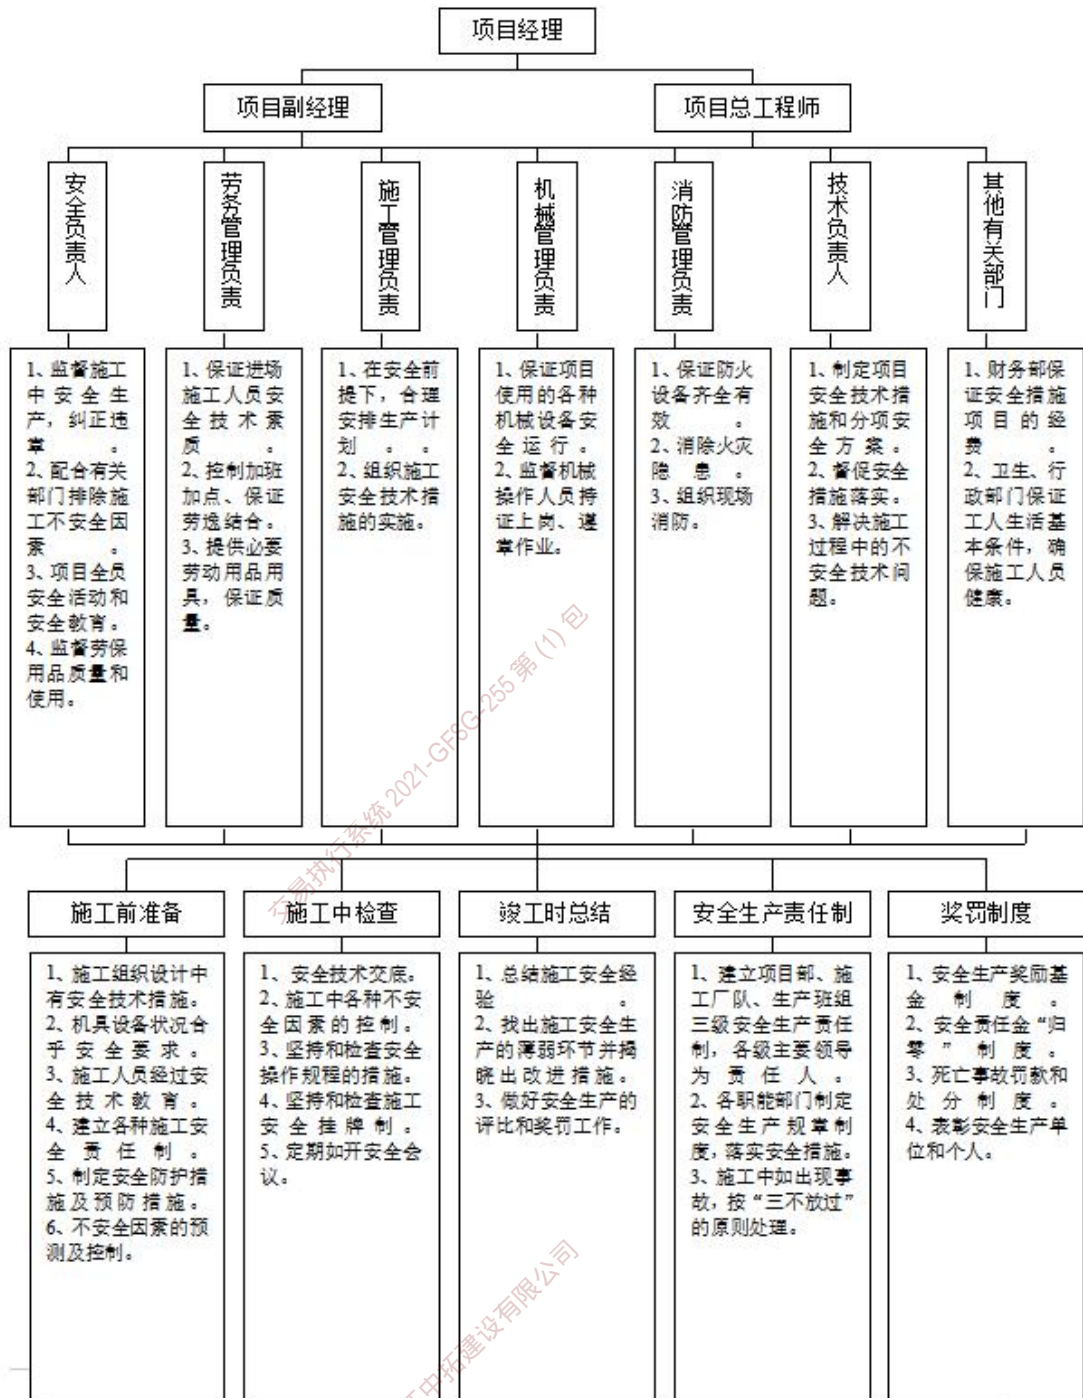 项目经理
项目副经理
项目总工程师
安全负责人
劳务管理负责
施工管理负责
机械管理负责
消防管理负责
技术负责人
其他有关部门
1、监督施工
中安全生
产，纠正违
章。
2、配合有关
部门排除施
工不安全因
素。
3、项目全员
安全活动和
安全教育。
4、监督劳保
用品质量和
使用。
1、保证进场
施工人员安
全技术素
质。
2、控制加班
加点、保证
劳逸结合。
3、提供必要
劳动用品用
具，保证质
量。
1、在安全前
提下，合理
安排生产计
划。。
2、组织施工
安全技术措
施的实施。
1、保证项目
使用的各种
机械设备安
全运行。
2、监督机械
操作人员持
证上岗、遵
章作业。
1、保证防火
设备齐全有
效。
2、消除火灾
隐患。
3、组织现场
消防。
1、制定项目
安全技术措
施和分项安
全方案。
2、督促安全
措施落实。
3、解决施工
过程中的不
安全技术问
题。
1、财务部保
证安全措施
项目的经
费。
2、卫生、行
政部门保证
工人生活基
本条件，确
保施工人员
健康。
施工前准备
施工中检查
竣工时总结
安全生产责任制
奖罚制度
1、施工组织设计中
有安全技术措施。
2、机具设备状况合
乎安全要求。
3、施工人员经过安
全技术教育。
4、建立各种施工安
全责任制。
5、制定安全防护措
施及预防措施。
6、不安全因素的预
测及控制。
1、安全技术交底。
2、施工中各种不安
全因素的控制。
3、坚持和检查安全
操作规程的措施。
4、坚持和检查施工
安全挂牌制。
5、定期如开安全会
议。
1、总结施工安全经
验。
2、找出施工安全生
产的薄弱环节并揭
晓出改进措施。
3、做好安全生产的
评比和奖罚工作。
1、建立项目部、施
工厂队、生产班组
三级安全生产责任
制，各级主要领导
为责任人。
2、各职能部门制定
安全生产规章制
度，落实安全措施。
3、施工中如出现事
故，按“三不放过”
的原则处理。
1、安全生产奖励基
金制度。
2、安全责任金“归
零”制度。
3、死亡事故罚款和
处分制度。
4、表彰安全生产单
位和个人。
交易执行系统 2021-GFSG-255 第 (1) 包
中拓建设有限公司